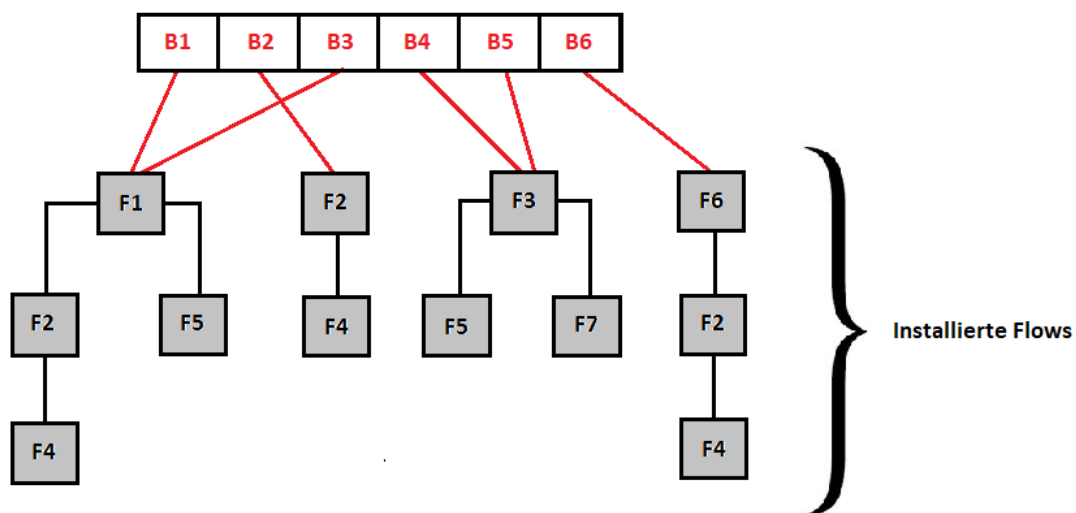 B1 B2 B3 B4 B5 B6
F1 F2 F3 F6
F2 F5 F4 F5 F7 F2
Installierte Flows
F4 F4